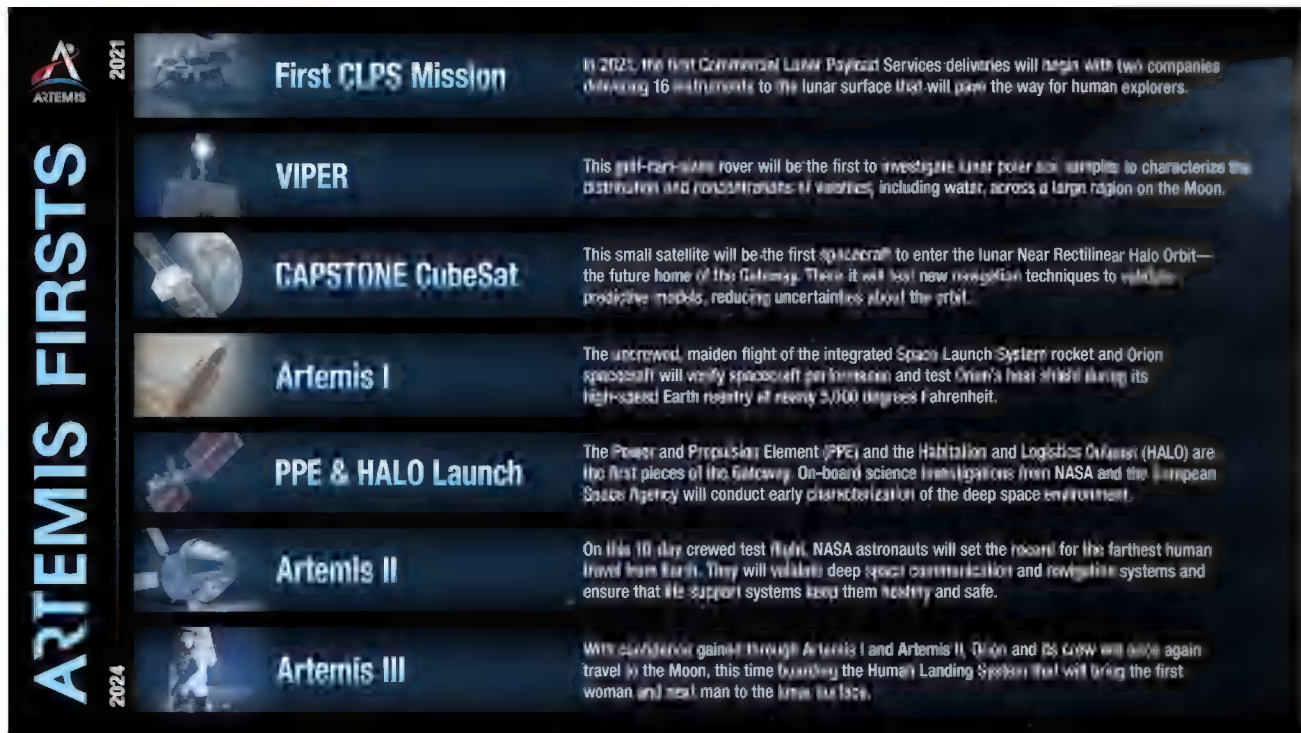 ARTEMIS
2021
ARTEMIS FIRSTS
2024
First CLPS Mission
In 2021, the first Commercial Lunar Payload Services deliveries will begin with two companies
delivering 16 instruments to the lunar surface that will pave the way for human explorers.
VIPER
This golf-cart-sized rover will be the first to investigate lunar polar soil samples to characterize the
distribution and concentrations of volatiles, including water, across a large region on the Moon.
CAPSTONE CubeSat
This small satellite will be the first spacecraft to enter the lunar Near Rectilinear Halo Orbit—
the future home of the Gateway. There it will test new navigation techniques to validate
predictive models, reducing uncertainties about the orbit.
Artemis I
The uncrewed, maiden flight of the integrated Space Launch System rocket and Orion
spacecraft will verify spacecraft performance and test Orion's heat shield during its
high-speed Earth reentry at nearly 5,000 degrees Fahrenheit.
PPE & HALO Launch
The Power and Propulsion Element (PPE) and the Habitation and Logistics Outpost (HALO) are
the first pieces of the Gateway. On-board science investigations from NASA and the European
Space Agency will conduct early characterization of the deep space environment.
Artemis II
On this 10 day crewed test flight, NASA astronauts will set the record for the farthest human
travel from Earth. They will validate deep space communication and navigation systems and
ensure that life support systems keep them healthy and safe.
Artemis III
With confidence gained through Artemis I and Artemis II, Orion and its crew will once again
travel to the Moon, this time boarding the Human Landing System that will bring the first
woman and next man to the lunar surface.